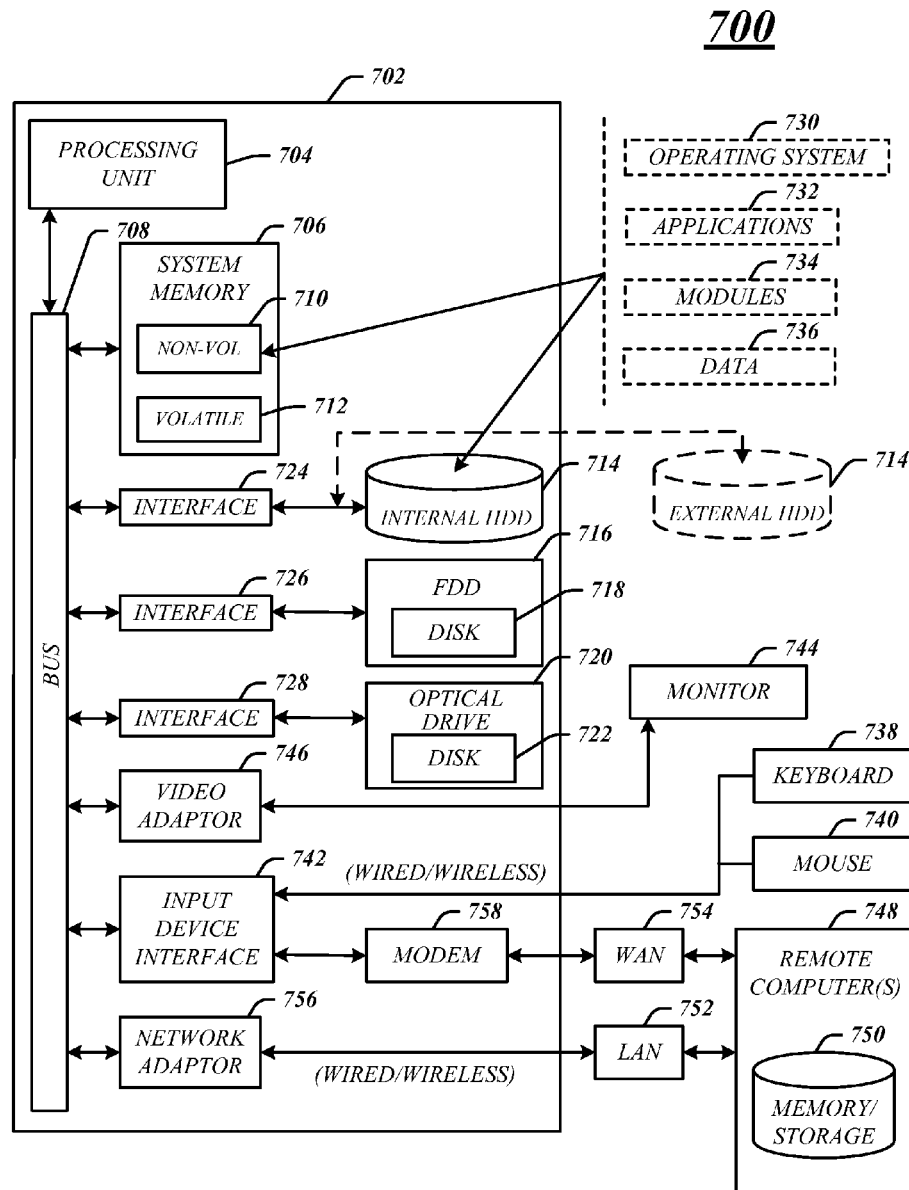 700
702
PROCESSING
UNIT
704
730
OPERATING SYSTEM
732
APPLICATIONS
734
MODULES
736
DATA
708
706
SYSTEM
MEMORY
710
NON-VOL
712
VOLATILE
724
INTERFACE
INTERNAL HDD
714
EXTERNAL HDD
714
716
FDD
726
INTERFACE
718
DISK
BUS
720
OPTICAL
DRIVE
728
INTERFACE
722
DISK
744
MONITOR
746
VIDEO
ADAPTOR
738
KEYBOARD
740
MOUSE
742
INPUT
DEVICE
INTERFACE
(WIRED/WIRELESS)
758
MODEM
754
WAN
748
REMOTE
COMPUTER(S)
756
NETWORK
ADAPTOR
(WIRED/WIRELESS)
752
LAN
750
MEMORY/
STORAGE